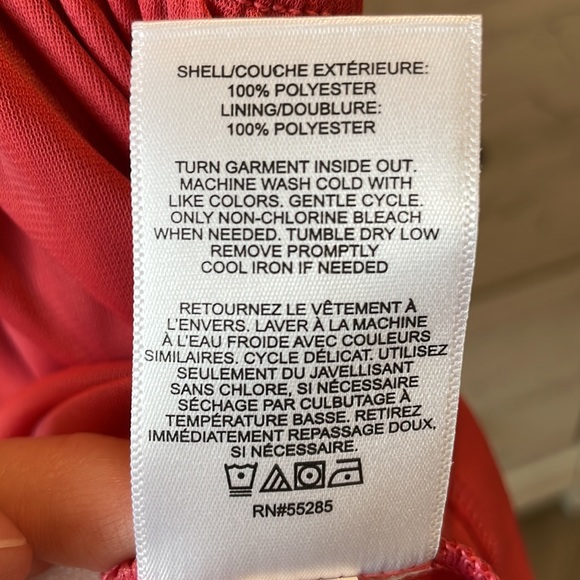 SHELL/COUCHE EXTÉRIEURE:
100% POLYESTER
LINING/DOUBLURE:
100% POLYESTER
TURN GARMENT INSIDE OUT.
MACHINE WASH COLD WITH
LIKE COLORS. GENTLE CYCLE.
ONLY NON-CHLORINE BLEACH
WHEN NEEDED. TUMBLE DRY LOW
REMOVE PROMPTLY
COOL IRON IF NEEDED
RETOURNEZ LE VÊTEMENT À
L'ENVERS. LAVER À LA MACHINE
À L'EAU FROIDE AVEC COULEURS
SIMILAIRES. CYCLE DÉLICAT. UTILISEZ
SEULEMENT DU JAVELLISANT
SANS CHLORE, SI NÉCESSAIRE
SÉCHAGE PAR CULBUTAGE À
TEMPÉRATURE BASSE. RETIREZ
IMMÉDIATEMENT REPASSAGE DOUX,
SI NÉCESSAIRE.
RN#55285